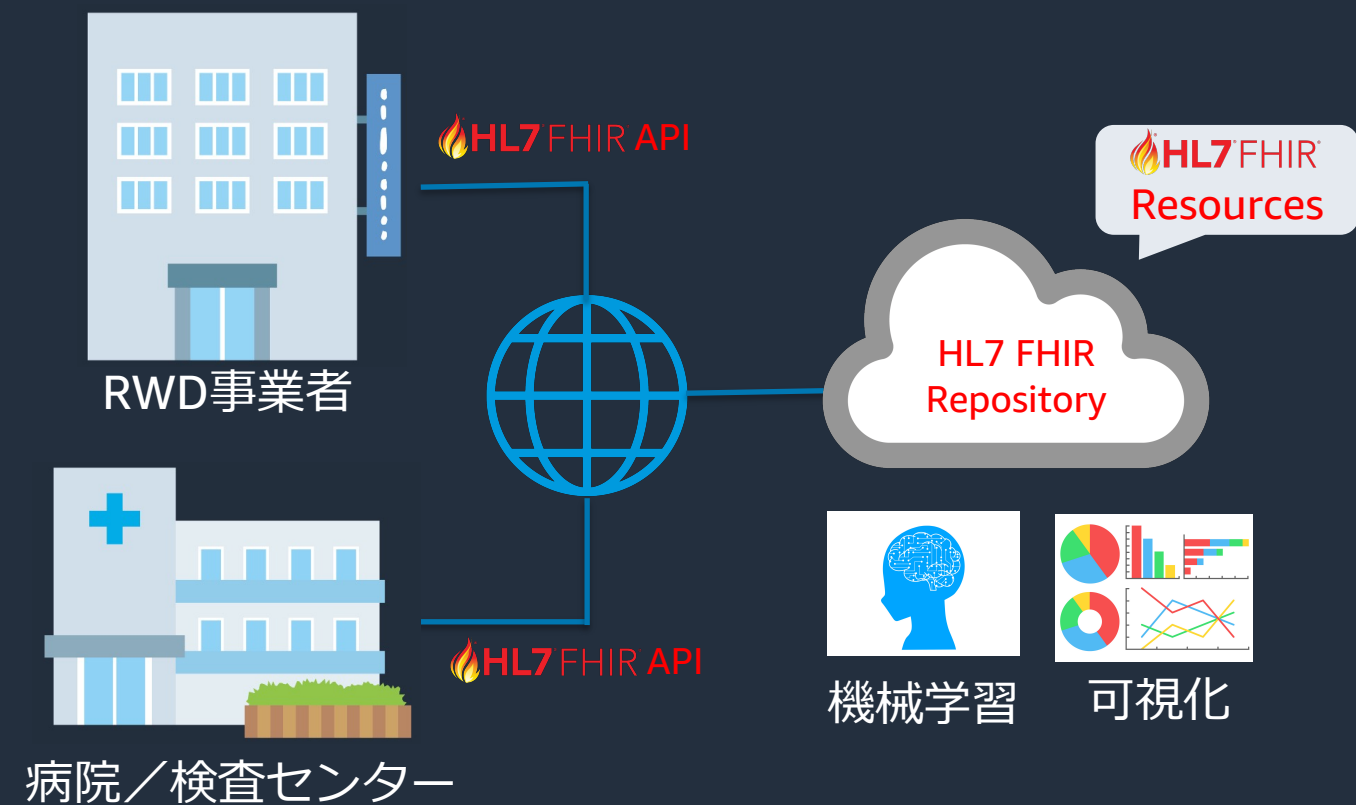 HL7 FHIR API
RWD事業者
HL7 FHIR API
病院／検査センター
HL7 FHIR
Resources
HL7 FHIR
Repository
機械学習
可視化